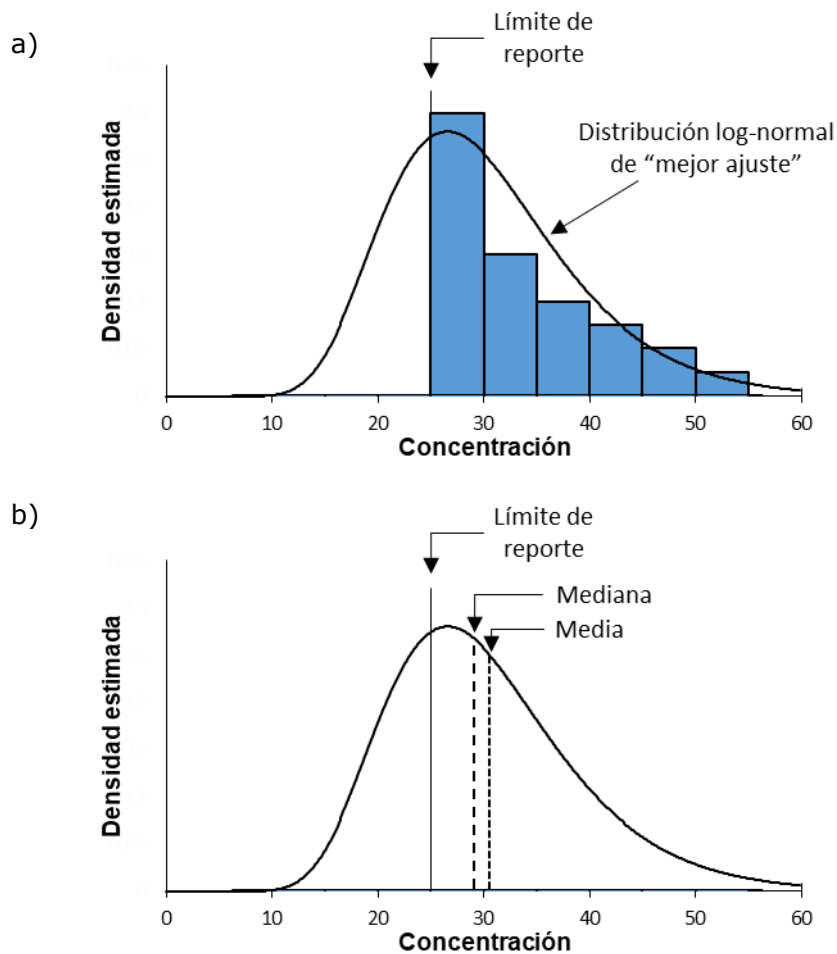 a)
Límite de
reporte
Distribución log-normal
de “mejor ajuste”
Densidad estimada
0 10 20 30 40 50 60
Concentración
b)
Límite de
reporte
Mediana
Media
Densidad estimada
0 10 20 30 40 50 60
Concentración